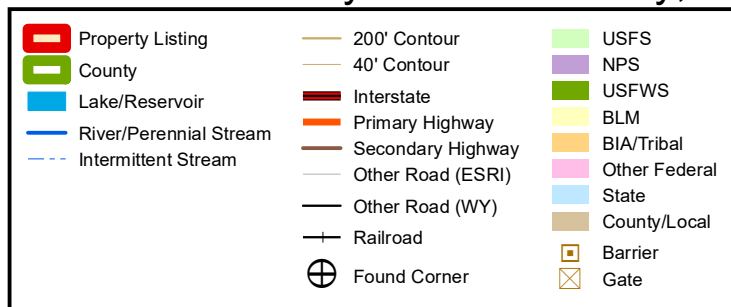 Property Listing
County
Lake/Reservoir
River/Perennial Stream
Intermittent Stream
200' Contour
40' Contour
Interstate
Primary Highway
Secondary Highway
Other Road (ESRI)
Other Road (WY)
Railroad
Found Corner
USFS
NPS
USFWS
BLM
BIA/Tribal
Other Federal
State
County/Local
Barrier
Gate